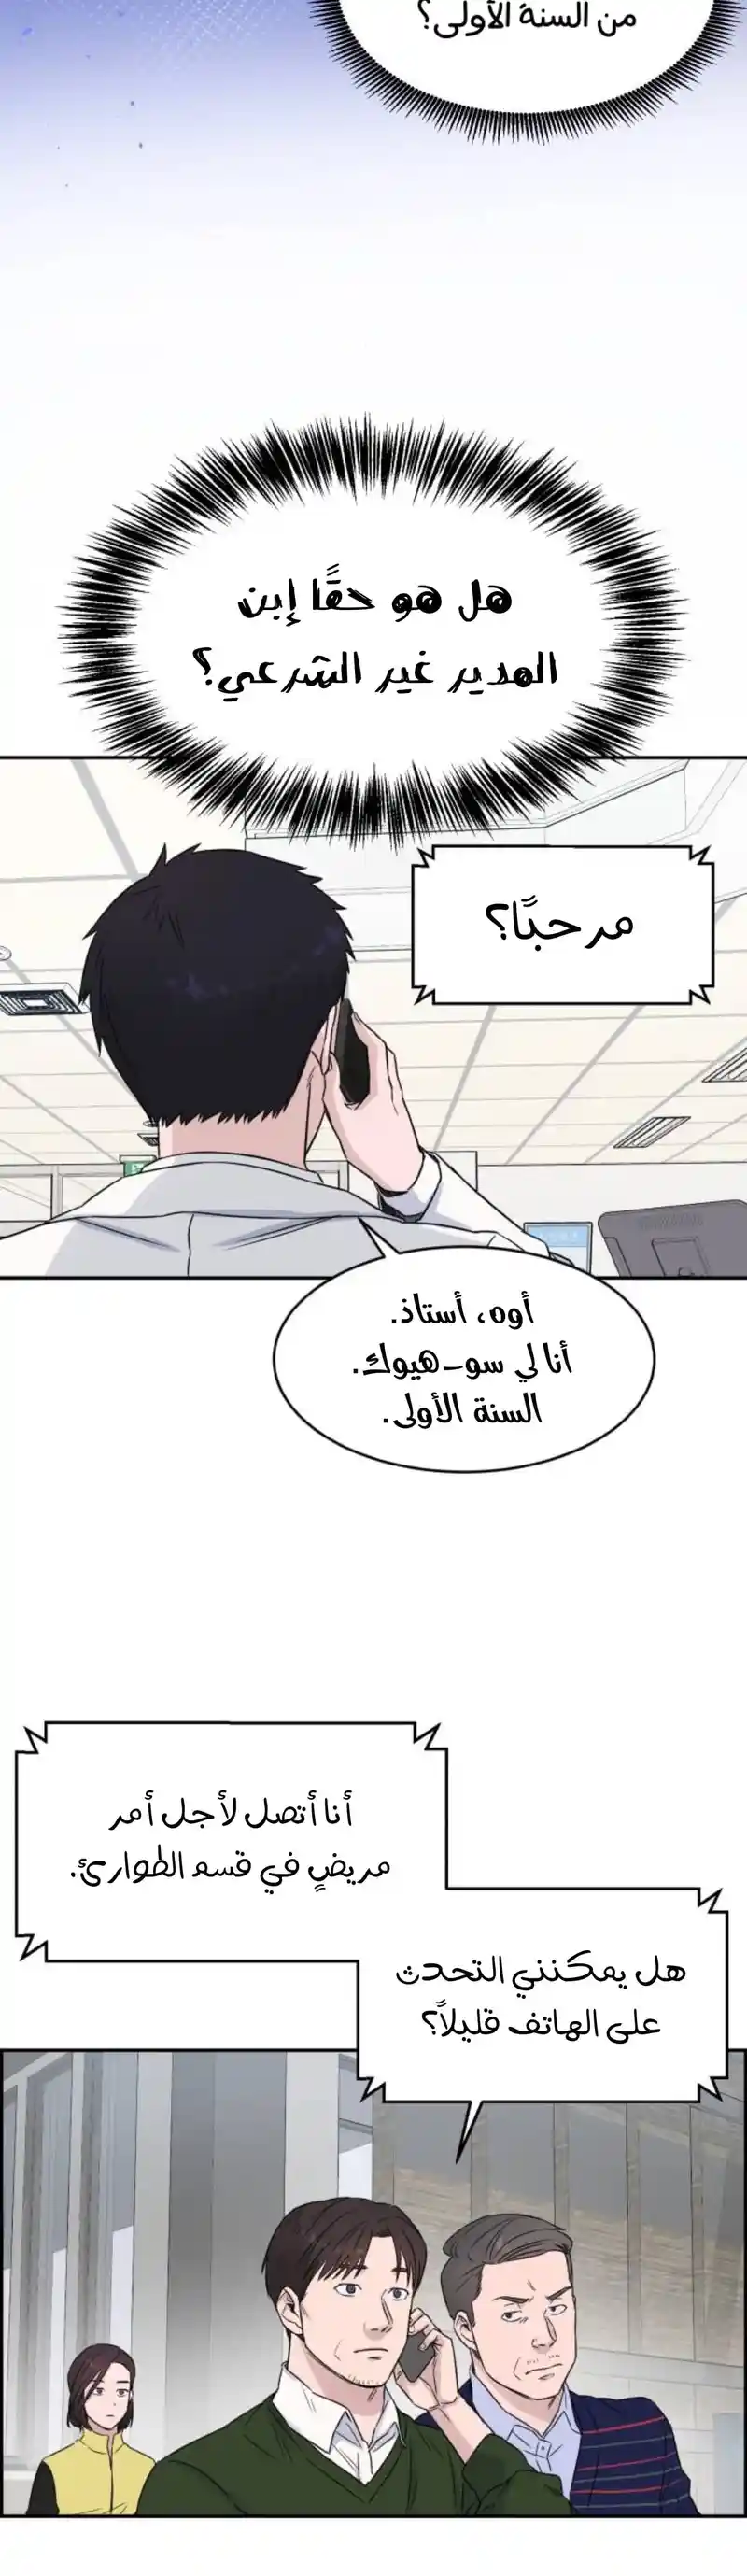 من السنة الأولى؟
هل هو حقًا إبن
المدير غير الشرعي؟
مرحبًا؟
أوه، أستاذ.
أنا لي سو-هيوك.
السنة الأولى.
أنا أتصل لأجل أمر
مريضٍ في قسم الطوارئ.
هل يمكنني التحدث
على الهاتف قليلاً؟